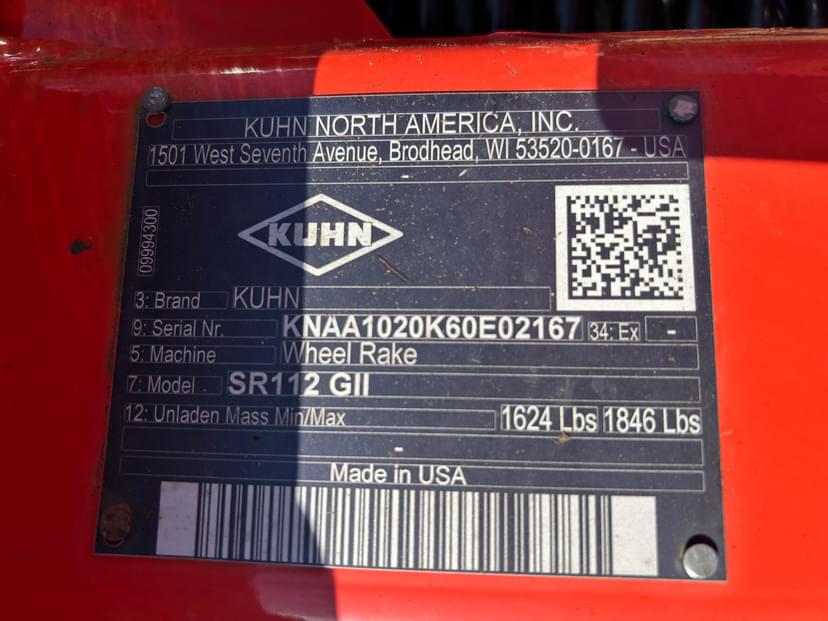 KUHN NORTH AMERICA, INC.
1501 West Seventh Avenue, Brodhead, WI 53520-0167 - USA
-
09994300
KUHN
3: Brand KUHN
9: Serial Nr. KNAA1020K60E02167 34: Ex -
5: Machine Wheel Rake
7: Model SR112 GII
12: Unladen Mass Min/Max 1624 Lbs 1846 Lbs
-
Made in USA